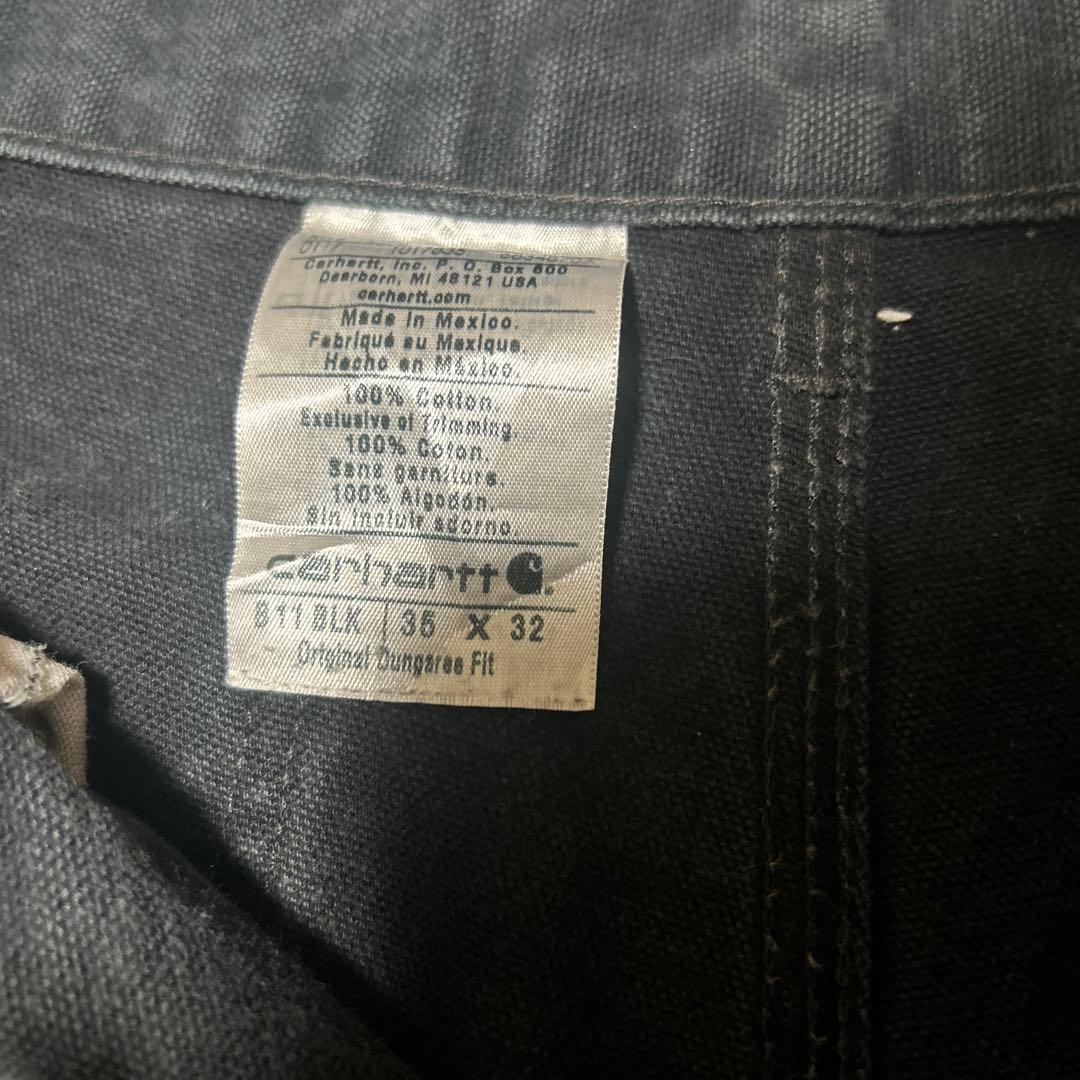 Carhartt, Inc. P. O. Box 600
Dearborn, MI 48121 USA
carhartt.com
Made in Mexico.
Fabriqué au Mexique.
Hecho en México.
100% Cotton.
Exclusive of Trimming
100% Coton.
Sans garniture.
100% Algodón.
Sin incluir adorno
carhartt
B11 BLK 36 X 32
Original Dungaree Fit